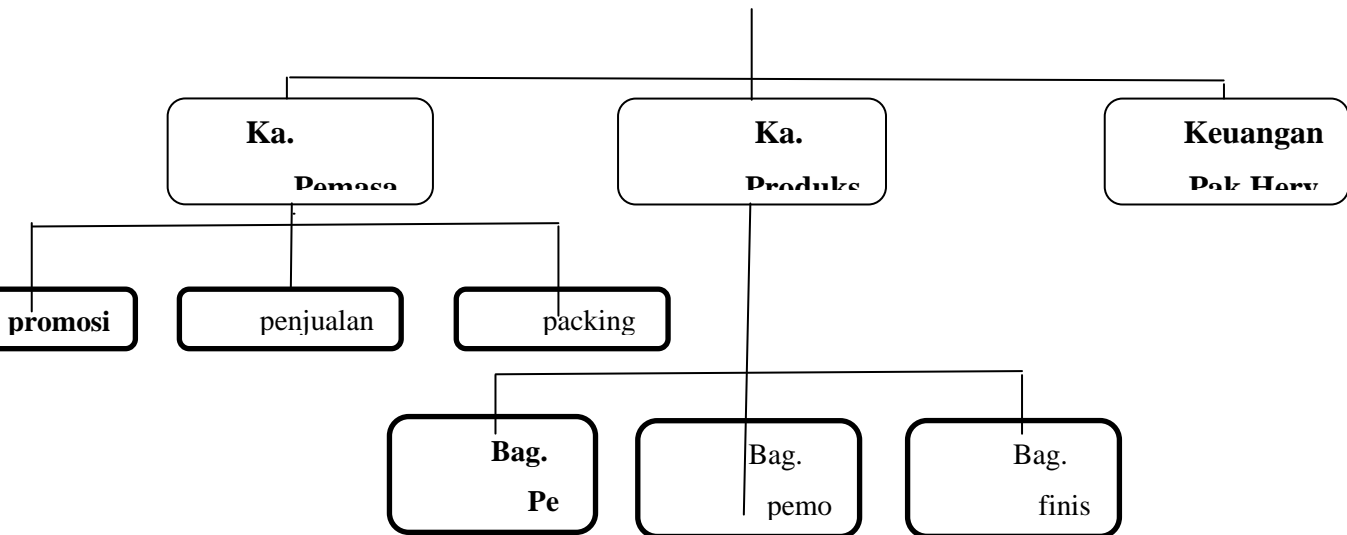 Ka.
Pemasa
Ka.
Produks
Keuangan
Pak Hery
promosi
penjualan
packing
Bag.
Pe
Bag.
pemo
Bag.
finis